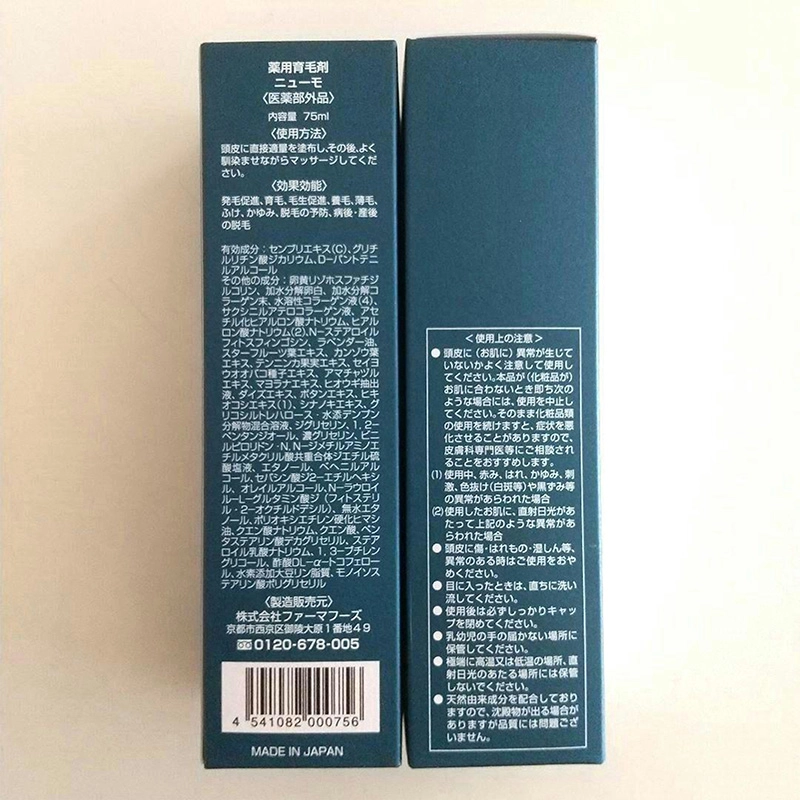 薬用育毛剤
ニューモ
〈医薬部外品〉
内容量 75ml
〈使用方法〉
頭皮に直接適量を塗布し、その後、よく
馴染ませながらマッサージしてくだ
さい。
〈効果効能〉
発毛促進、育毛、毛生促進、養毛、薄毛、
ふけ、かゆみ、脱毛の予防、病後・産後
の脱毛
有効成分：センブリエキス(C)、グリチ
ルリチン酸ジカリウム、D-パントテニ
ルアルコール
その他の成分：卵黄リゾホスファチジ
ルコリン、加水分解卵白、加水分解コ
ラーゲン末、水溶性コラーゲン液(4)、
サクシニルアテロコラーゲン液、アセ
チル化ヒアルロン酸ナトリウム、ヒアル
ロン酸ナトリウム(2)、N-ステアロイル
フィトスフィンゴシン、ラベンダー油、
スターフルーツ葉エキス、カンゾウ葉
エキス、テンニンカ果実エキス、セイヨ
ウオオバコ種子エキス、アマチャヅル
エキス、マヨラナエキス、ヒオウギ抽出
液、ダイズエキス、ボタンエキス、ヒキ
オコシエキス(1)、シナノキエキス、グ
リコシルトレハロース・水添デンプン
分解物混合溶液、ジグリセリン、1,2-
ペンタンジオール、濃グリセリン、ビニ
ルピロリドン・N,N-ジメチルアミノエ
チルメタクリル酸共重合体ジエチル硫
酸塩液、エタノール、ベヘニルアル
コール、セバシン酸ジ2-エチルヘキシ
ル、オレイルアルコール、N-ラウロイ
ル-L-グルタミン酸ジ(フィトステリ
ル・2-オクチルドデシル)、無水エタ
ノール、ポリオキシエチレン硬化ヒマシ
油、クエン酸ナトリウム、クエン酸、ペ
ンタステアリン酸デカグリセリル、ステア
ロイル乳酸ナトリウム、1,3-ブチレン
グリコール、酢酸DL-α-トコフェロ
ール、水素添加大豆リン脂質、モノイソス
テアリン酸ポリグリセリル
〈製造販売元〉
株式会社ファーマフーズ
京都市西京区御陵大原1番地49
0120-678-005
4 541082 000756
MADE IN JAPAN
＜使用上の注意＞
●頭皮に(お肌に)異常が生じて
いないかよく注意して使用し
てください。本品が(化粧品が)
お肌に合わないとき即ち次の
ような場合には、使用を中止し
てください。そのまま化粧品類
の使用を続けますと、症状を悪
化させることがありますので、
皮膚科専門医等にご相談され
ることをおすすめします。
(1)使用中、赤み、はれ、かゆみ、刺
激、色抜け(白斑等)や黒ずみ等
の異常があらわれた場合
(2)使用したお肌に、直射日光があ
たって上記のような異常があ
らわれた場合
●頭皮に傷・はれもの・湿しん等、
異常のある時はご使用をおや
めください。
●目に入ったときは、直ちに洗い
流してください。
●使用後は必ずしっかりキャッ
プを閉めてください。
●乳幼児の手の届かない場所に
保管してください。
●極端に高温又は低温の場所、直
射日光のあたる場所には保管
しないでください。
●天然由来成分を配合しており
ますので、沈殿物が出る場合が
ありますが品質には問題ござ
いません。